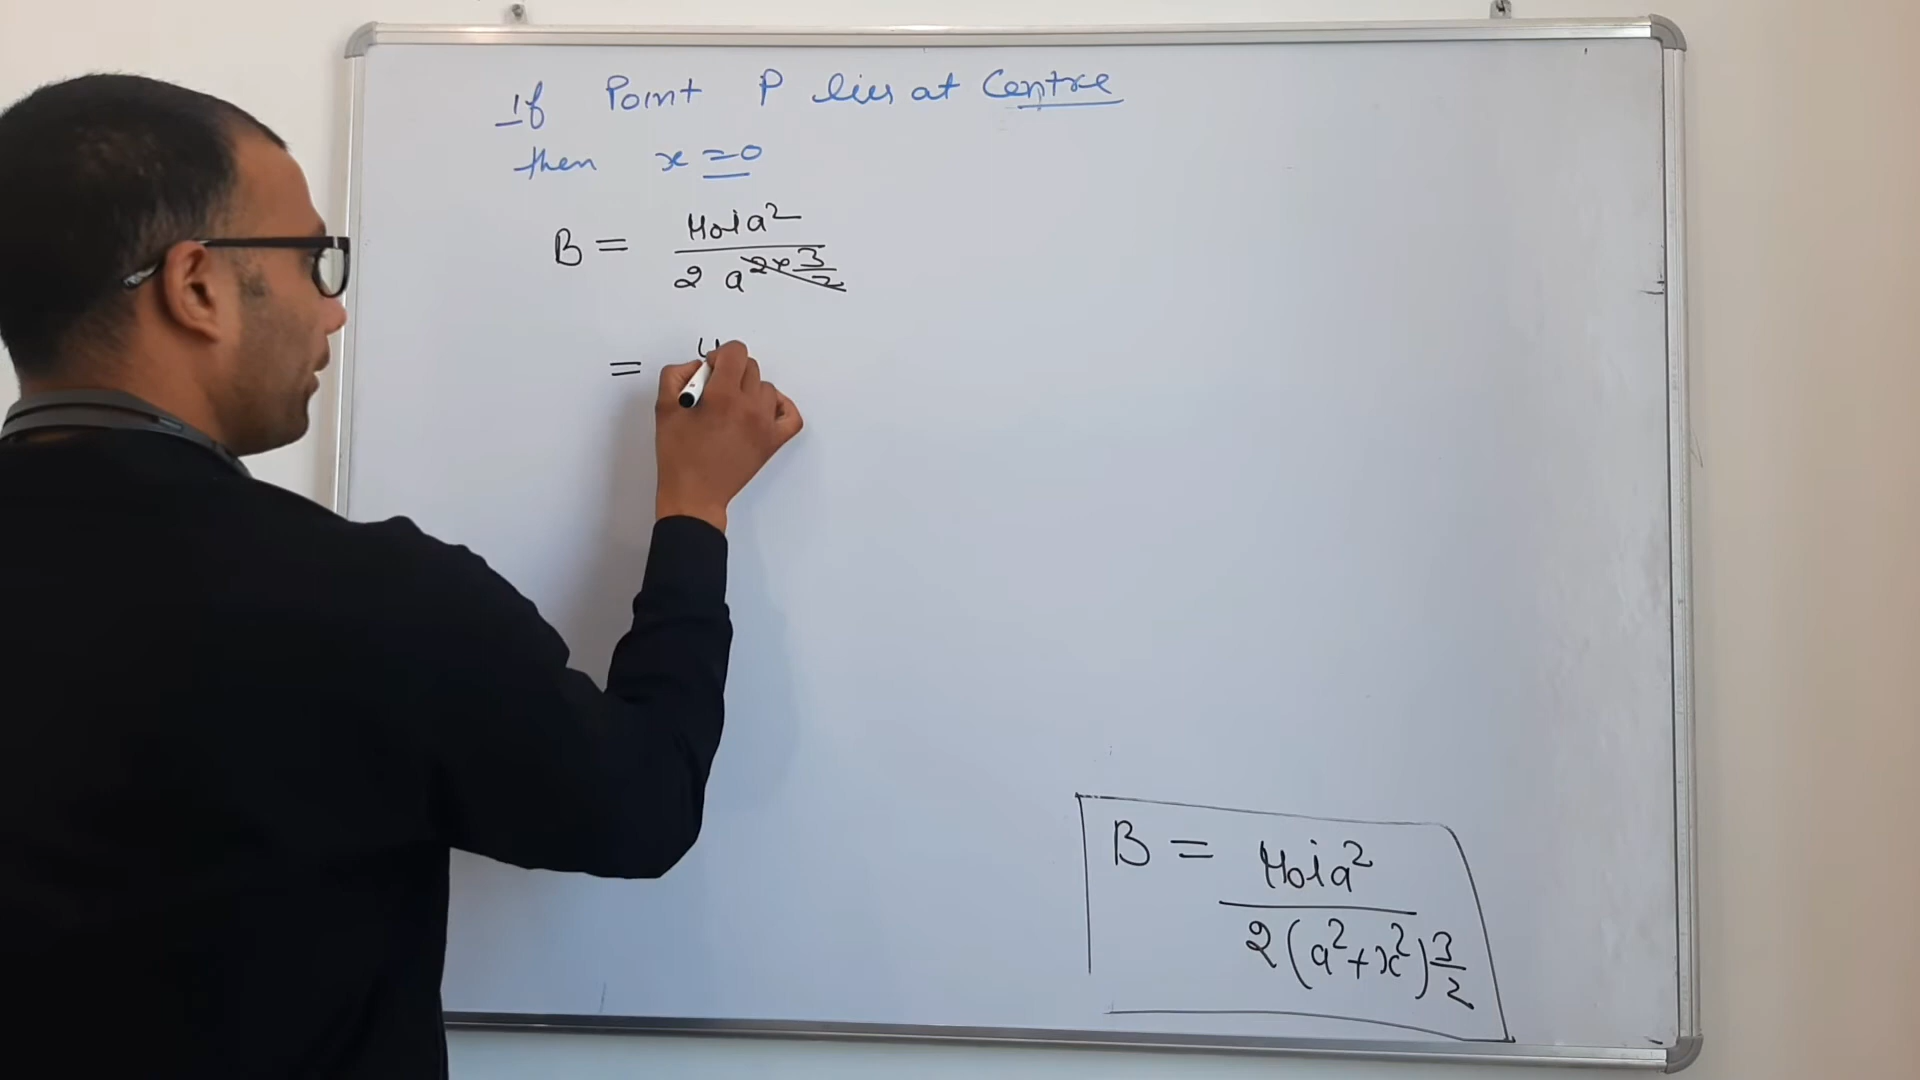 If Point P lies at Centre
then x = 0
B = μ₀ia² / 2 a^(2×3/2)
= μ
B = μ₀ia² / 2(a²+x²)^(3/2)